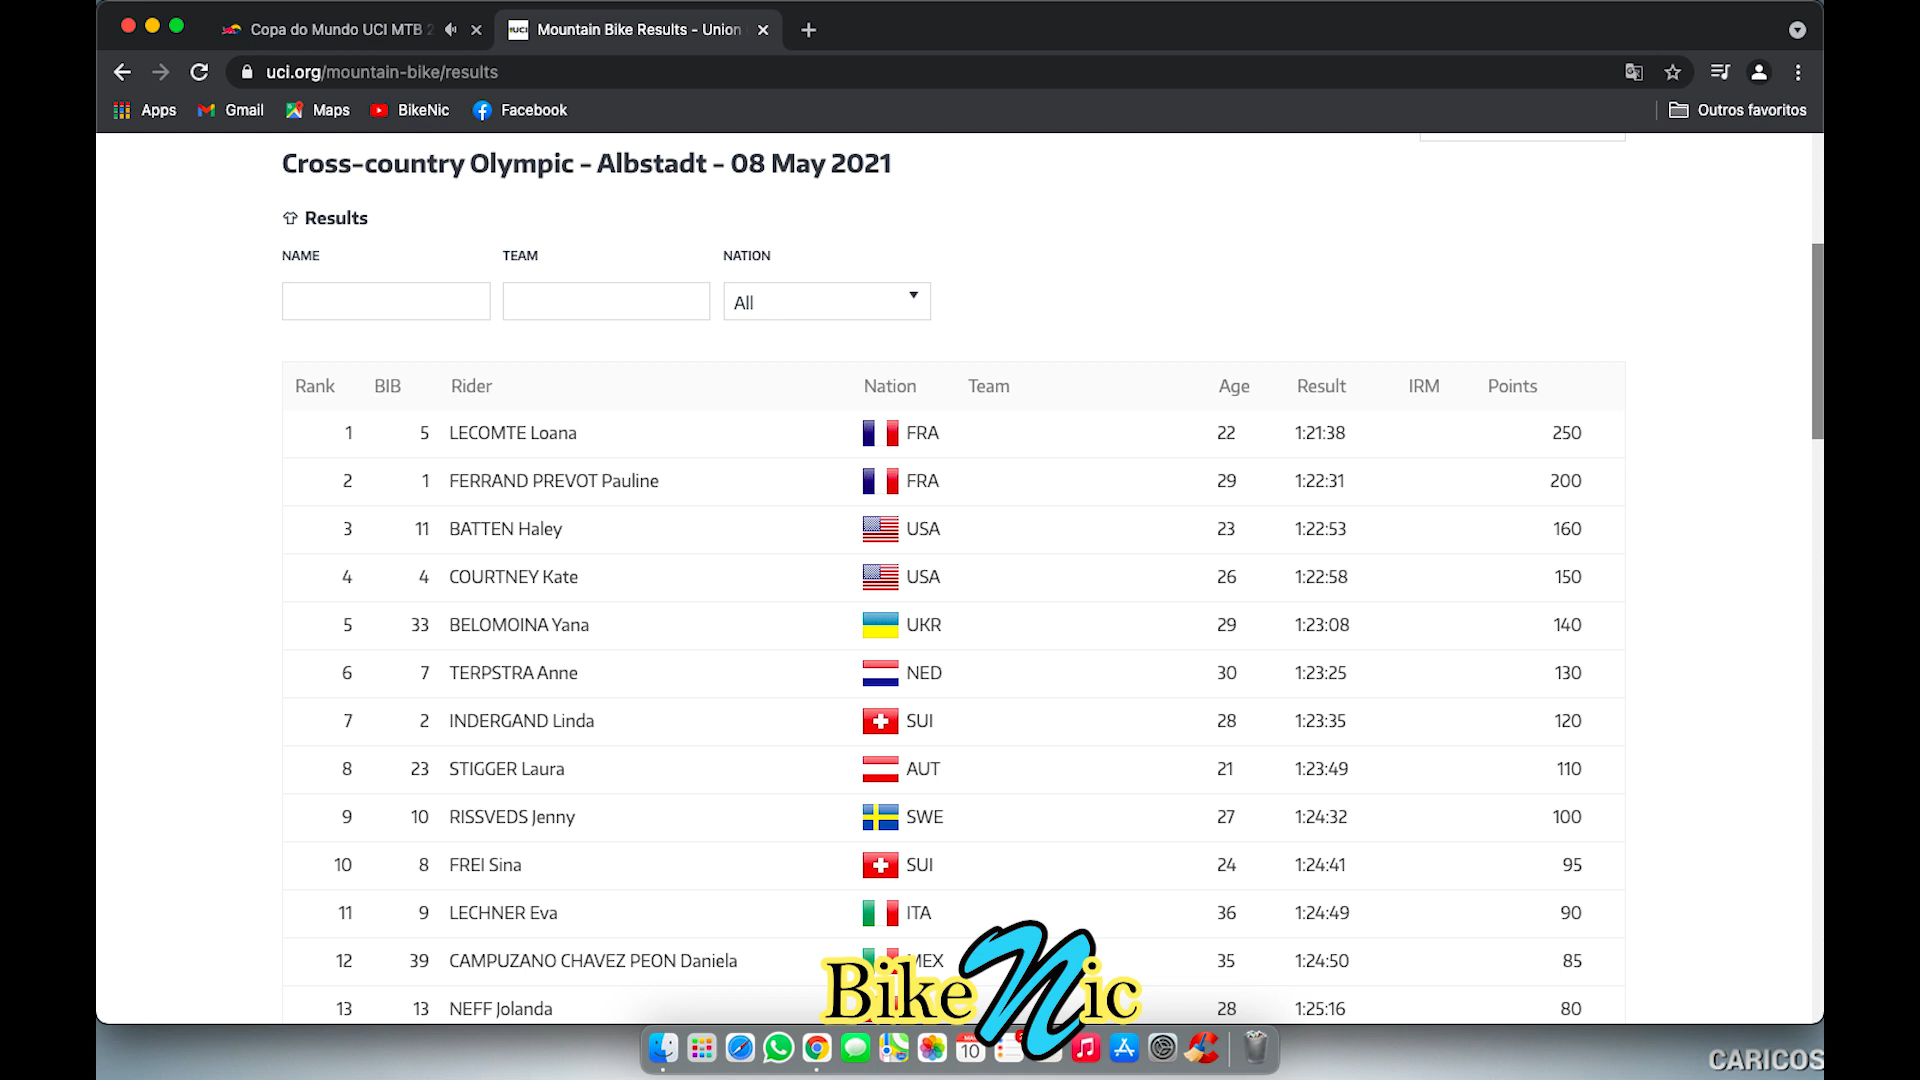 Copa do Mundo UCI MTB 2
UCI Mountain Bike Results - Union
uci.org/mountain-bike/results
Apps Gmail Maps BikeNic Facebook Outros favoritos
Cross-country Olympic - Albstadt - 08 May 2021
Results
NAME TEAM NATION
All
Rank BIB Rider Nation Team Age Result IRM Points
1 5 LECOMTE Loana FRA 22 1:21:38 250
2 1 FERRAND PREVOT Pauline FRA 29 1:22:31 200
3 11 BATTEN Haley USA 23 1:22:53 160
4 4 COURTNEY Kate USA 26 1:22:58 150
5 33 BELOMOINA Yana UKR 29 1:23:08 140
6 7 TERPSTRA Anne NED 30 1:23:25 130
7 2 INDERGAND Linda SUI 28 1:23:35 120
8 23 STIGGER Laura AUT 21 1:23:49 110
9 10 RISSVEDS Jenny SWE 27 1:24:32 100
10 8 FREI Sina SUI 24 1:24:41 95
11 9 LECHNER Eva ITA 36 1:24:49 90
12 39 CAMPUZANO CHAVEZ PEON Daniela MEX 35 1:24:50 85
13 13 NEFF Jolanda 28 1:25:16 80
BikeNic
10
CARICOS